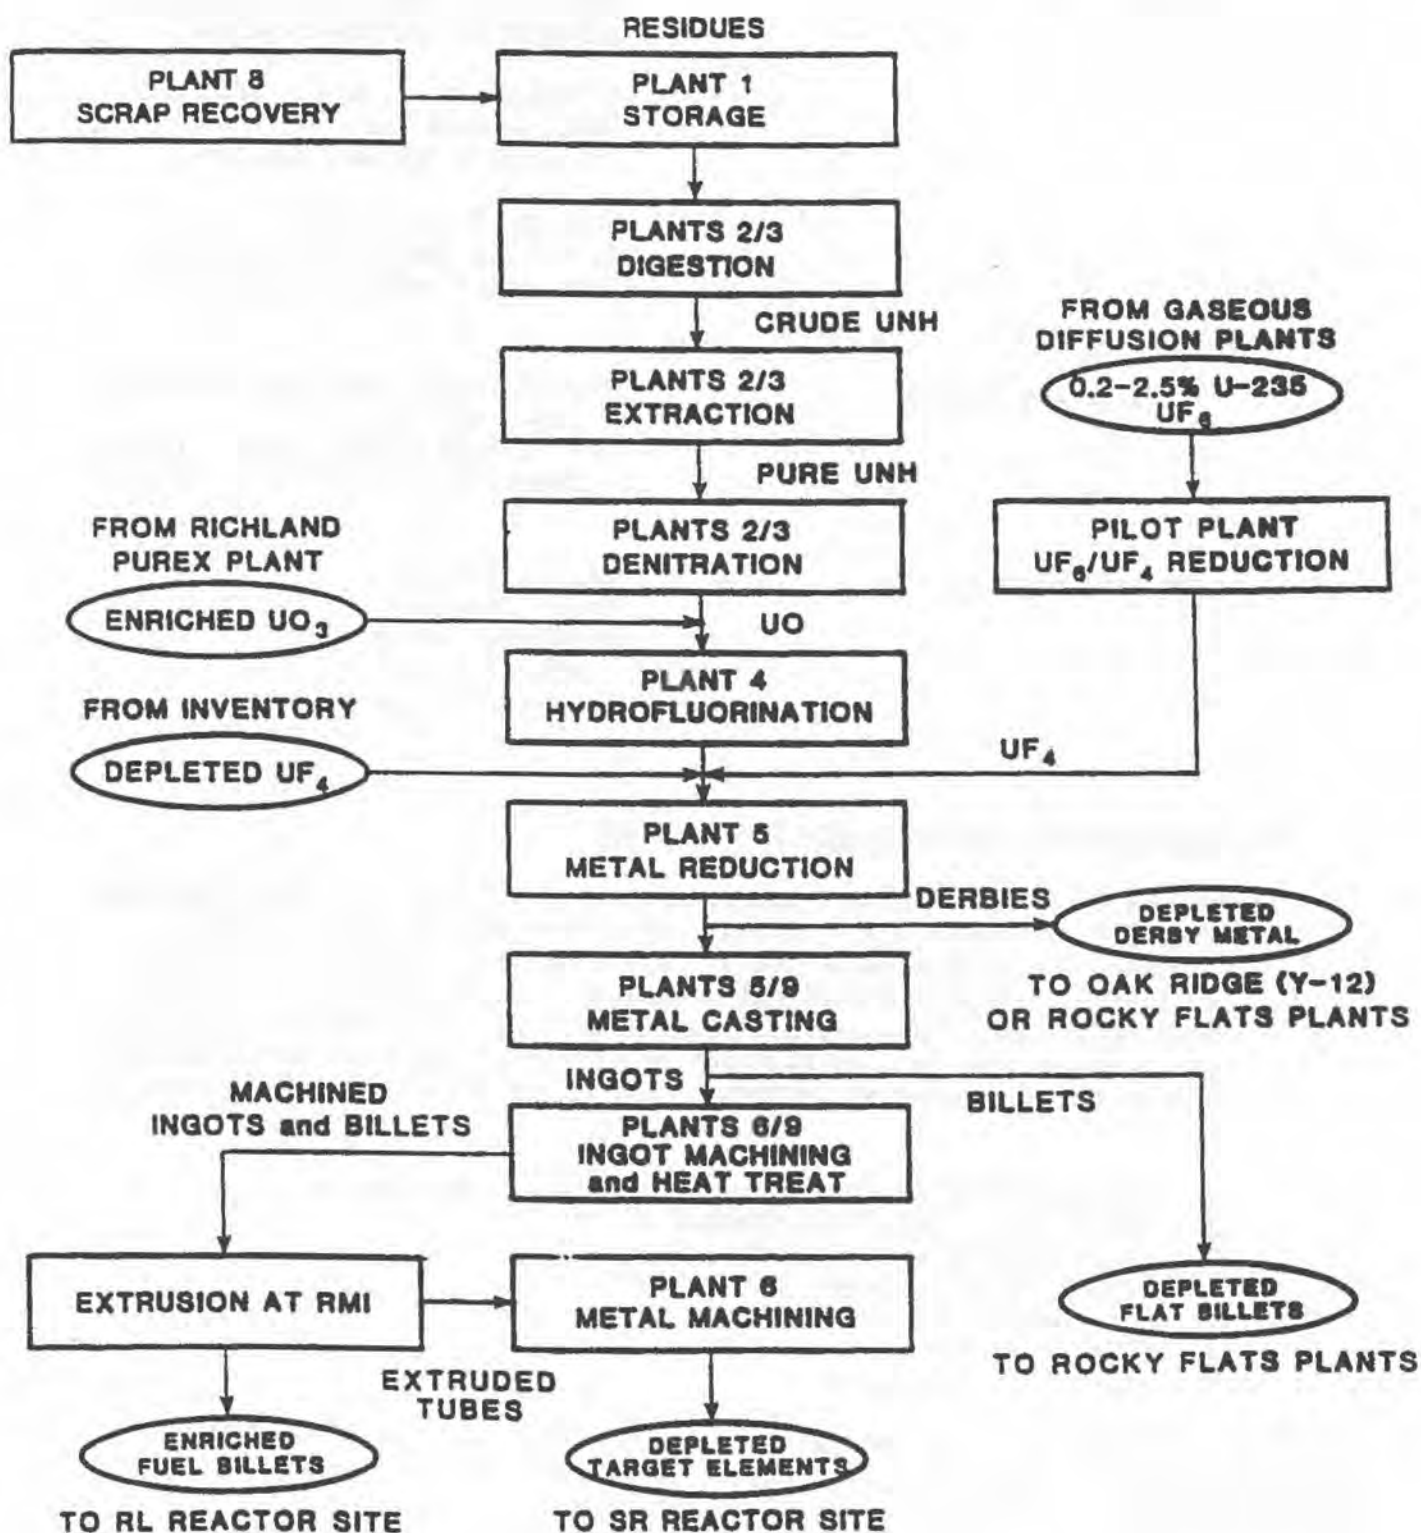 RESIDUES
PLANT 8
SCRAP RECOVERY
PLANT 1
STORAGE
PLANTS 2/3
DIGESTION
CRUDE UNH
FROM GASEOUS
DIFFUSION PLANTS
0.2-2.5% U-235
UF₆
PLANTS 2/3
EXTRACTION
PURE UNH
FROM RICHLAND
PUREX PLANT
ENRICHED UO₃
PLANTS 2/3
DENITRATION
PILOT PLANT
UF₆/UF₄ REDUCTION
UO
PLANT 4
HYDROFLUORINATION
FROM INVENTORY
DEPLETED UF₄
UF₄
PLANT 5
METAL REDUCTION
DERBIES
DEPLETED
DERBY METAL
TO OAK RIDGE (Y-12)
OR ROCKY FLATS PLANTS
PLANTS 5/9
METAL CASTING
INGOTS
BILLETS
MACHINED
INGOTS and BILLETS
PLANTS 6/9
INGOT MACHINING
and HEAT TREAT
EXTRUSION AT RMI
PLANT 6
METAL MACHINING
DEPLETED
FLAT BILLETS
TO ROCKY FLATS PLANTS
EXTRUDED
TUBES
ENRICHED
FUEL BILLETS
TO RL REACTOR SITE
DEPLETED
TARGET ELEMENTS
TO SR REACTOR SITE